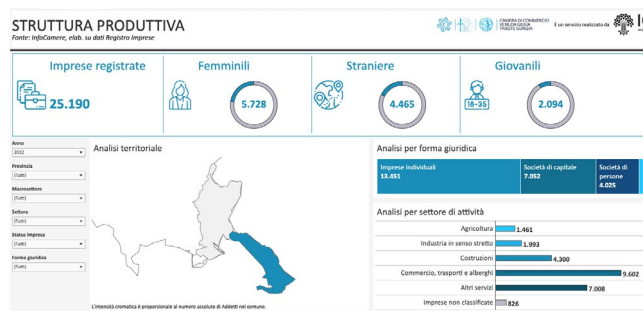 STRUTTURA PRODUTTIVA
Fonte: InfoCamere, elab. su dati Registro Imprese
CAMERA DI COMMERCIO
VENEZIA GIULIA
TRIESTE GORIZIA
È un servizio realizzato da
Imprese registrate
25.190
Femminili
5.728
Straniere
4.465
Giovanili
18-35
2.094
Anno
2022
Provincia
(Tutti)
Macrosettore
(Tutti)
Settore
(Tutti)
Status impresa
(Tutti)
Forma giuridica
(Tutti)
Analisi territoriale
L'intensità cromatica è proporzionale al numero assoluto di Addetti nel comune.
Analisi per forma giuridica
Imprese individuali
13.451
Società di capitale
7.052
Società di
persone
4.025
Analisi per settore di attività
Agricoltura 1.461
Industria in senso stretto 1.993
Costruzioni 4.300
Commercio, trasporti e alberghi 9.602
Altri servizi 7.008
Imprese non classificate 826